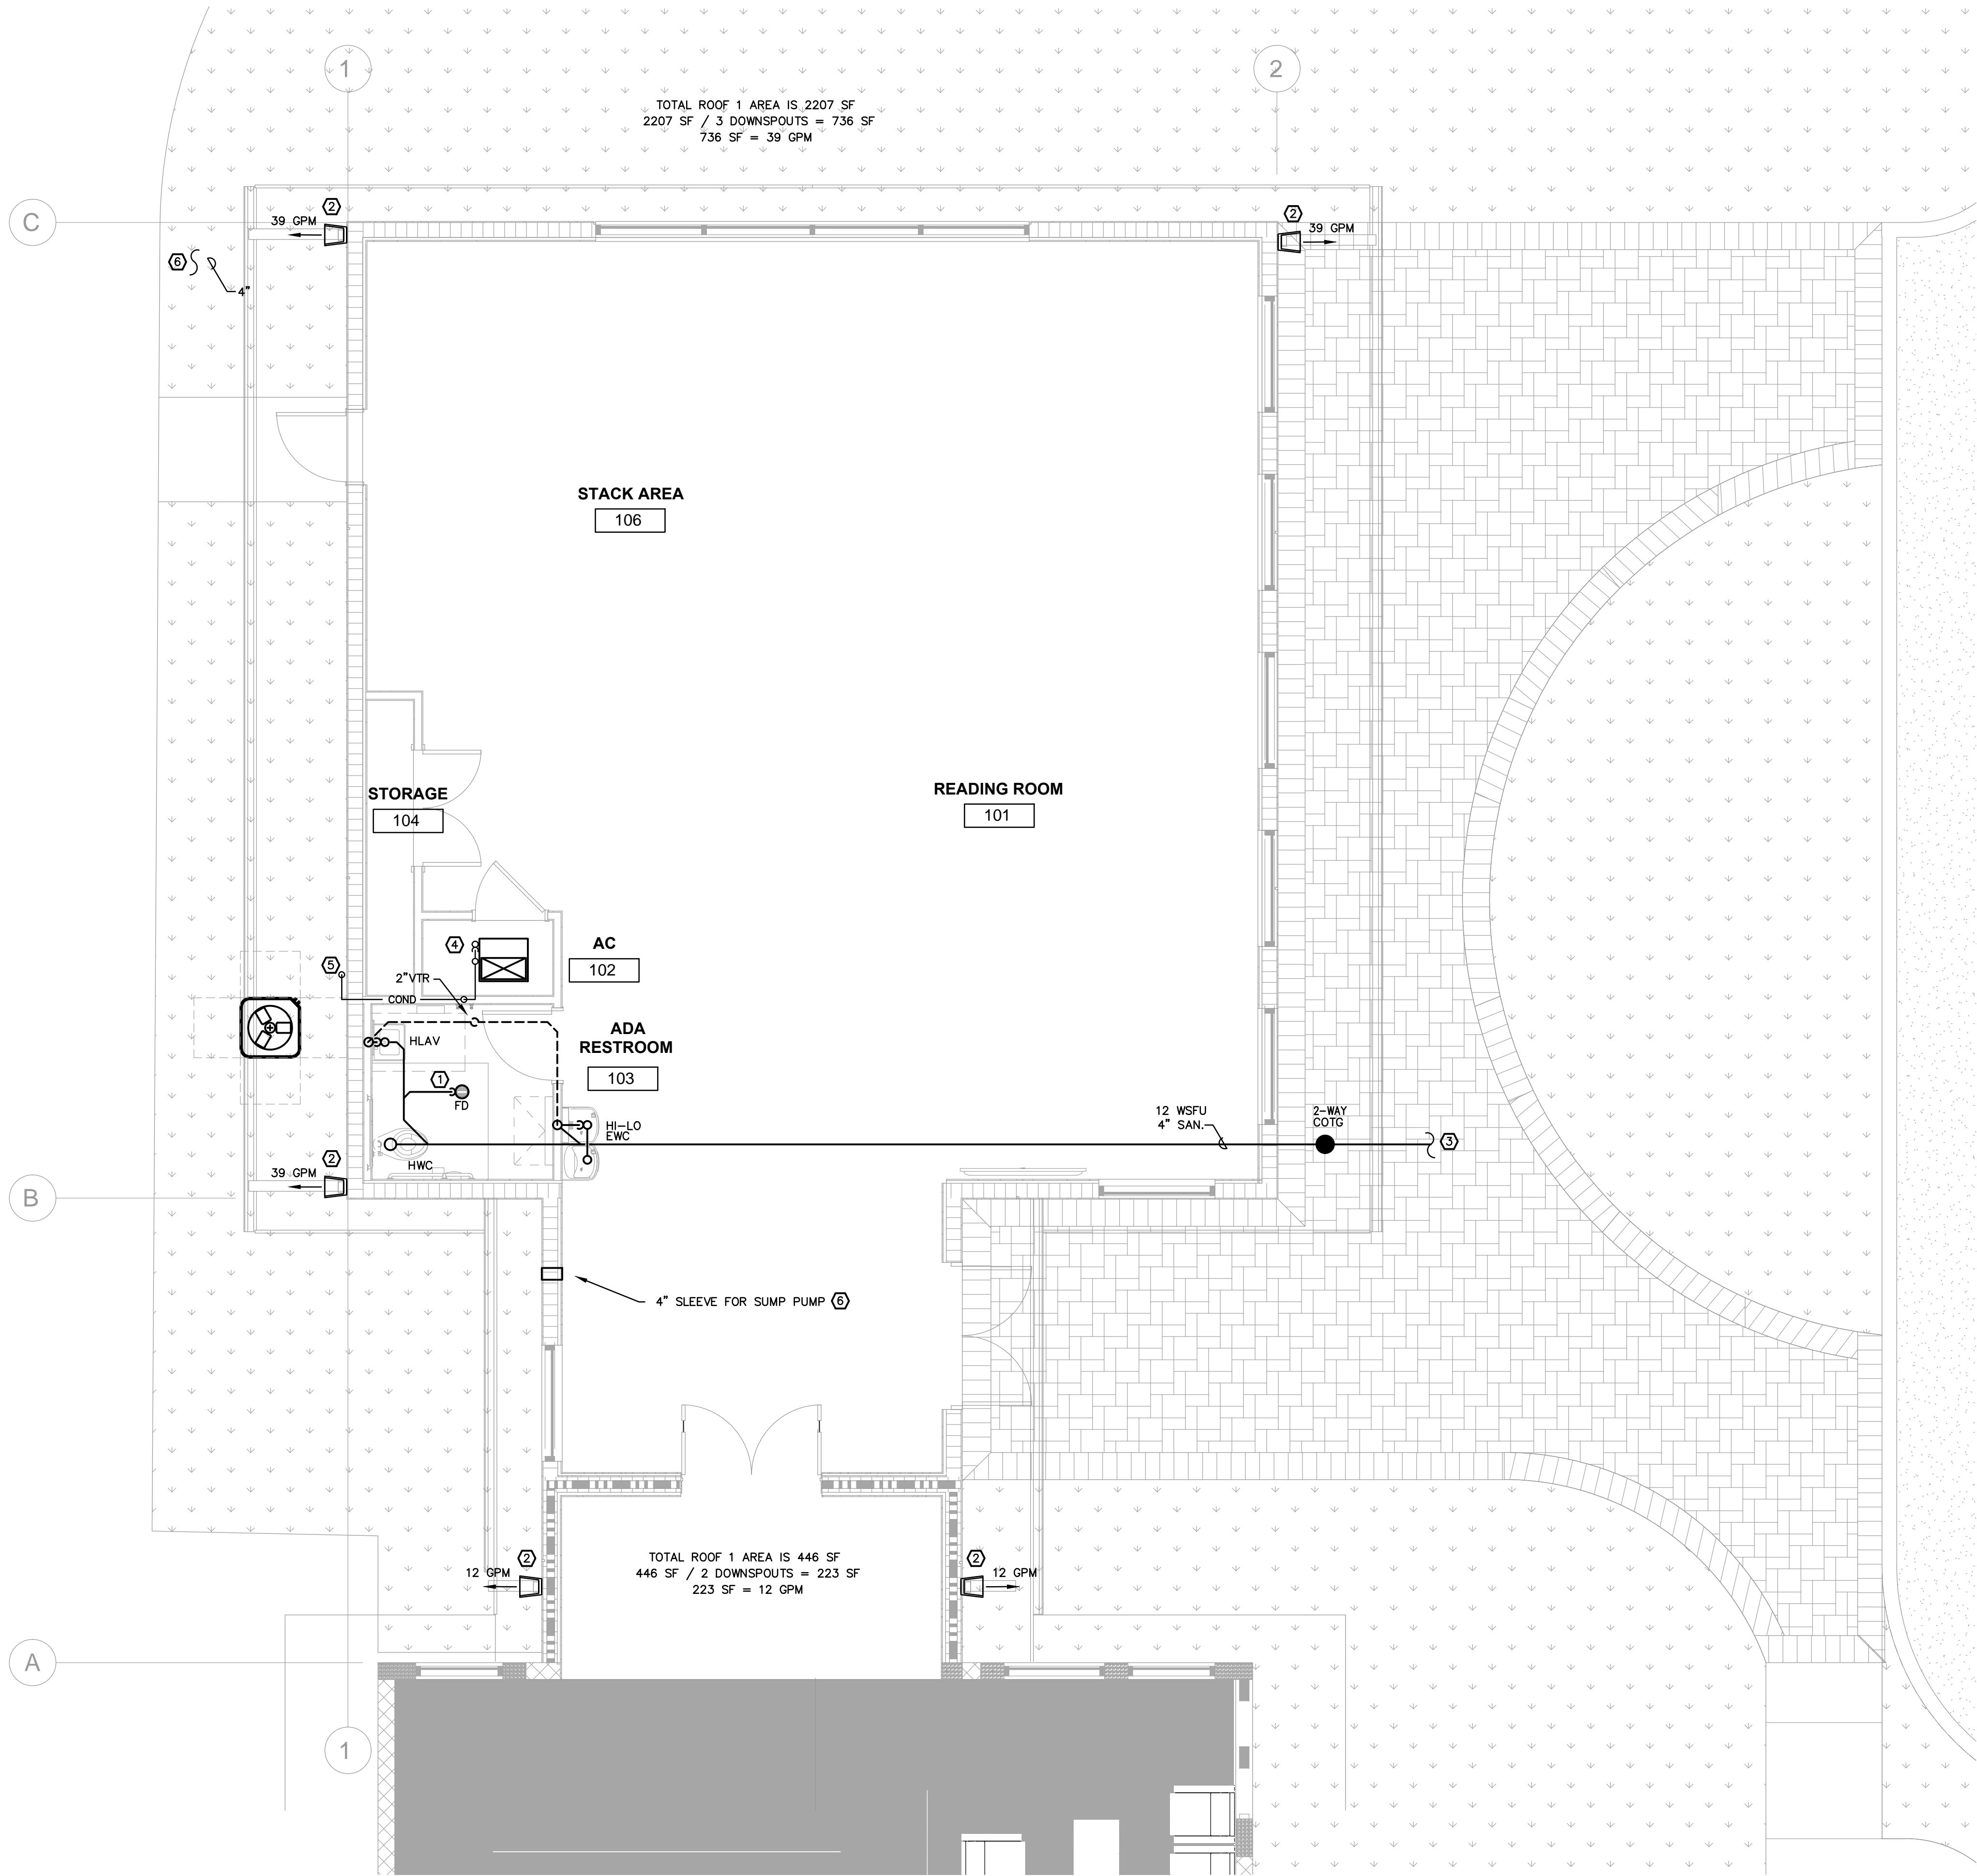 1
2
TOTAL ROOF 1 AREA IS 2207 SF
2207 SF / 3 DOWNSPOUTS = 736 SF
736 SF = 39 GPM
C
2
39 GPM
2
39 GPM
6
4"
STACK AREA
106
STORAGE
104
READING ROOM
101
4
AC
102
5
2"VTR
COND
HLAV
ADA
RESTROOM
103
1
FD
HI-LO
EWC
HWC
12 WSFU
4" SAN.
2-WAY
COTG
3
2
39 GPM
B
4" SLEEVE FOR SUMP PUMP 6
TOTAL ROOF 1 AREA IS 446 SF
446 SF / 2 DOWNSPOUTS = 223 SF
223 SF = 12 GPM
2
12 GPM
2
12 GPM
A
1